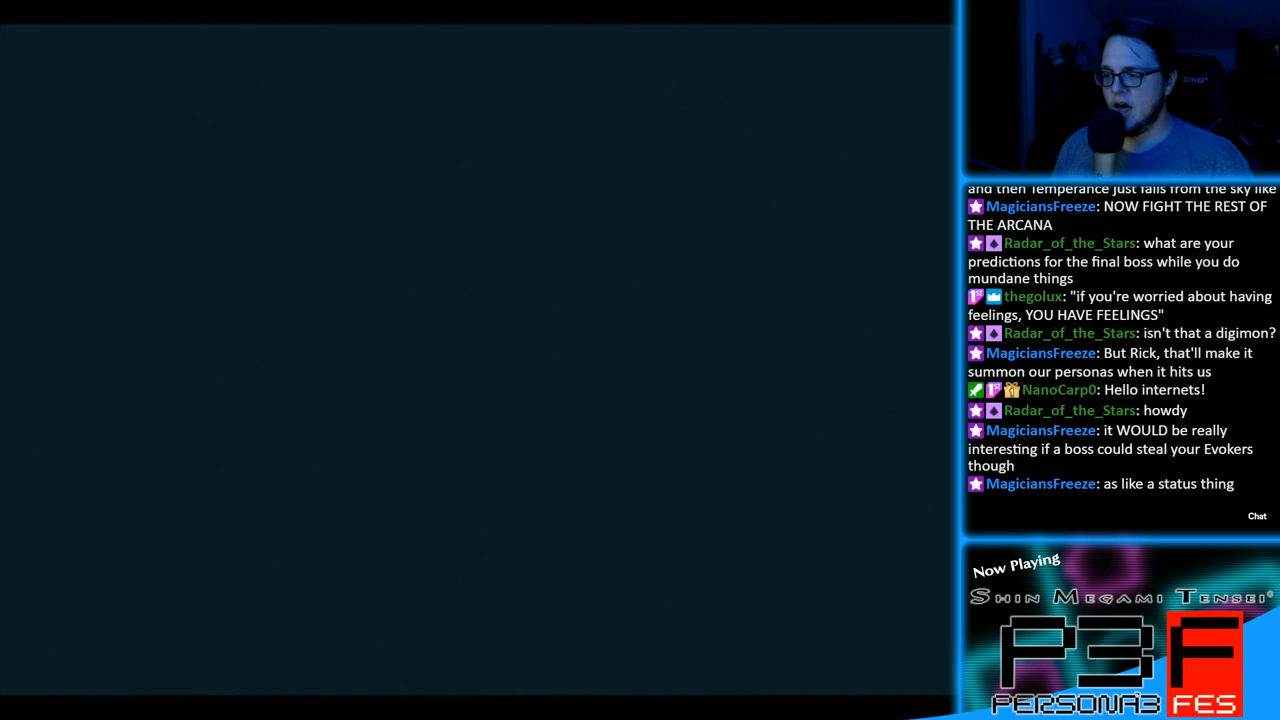 CING
and then Temperance just falls from the sky like
MagiciansFreeze: NOW FIGHT THE REST OF
THE ARCANA
Radar_of_the_Stars: what are your
predictions for the final boss while you do
mundane things
thegolux: "if you're worried about having
feelings, YOU HAVE FEELINGS"
Radar_of_the_Stars: isn't that a digimon?
MagiciansFreeze: But Rick, that'll make it
summon our personas when it hits us
NanoCarp0: Hello internets!
Radar_of_the_Stars: howdy
MagiciansFreeze: it WOULD be really
interesting if a boss could steal your Evokers
though
MagiciansFreeze: as like a status thing
Chat
Now Playing
SHIN MEGAMI TENSEI®
P3F
PERSONA3 FES